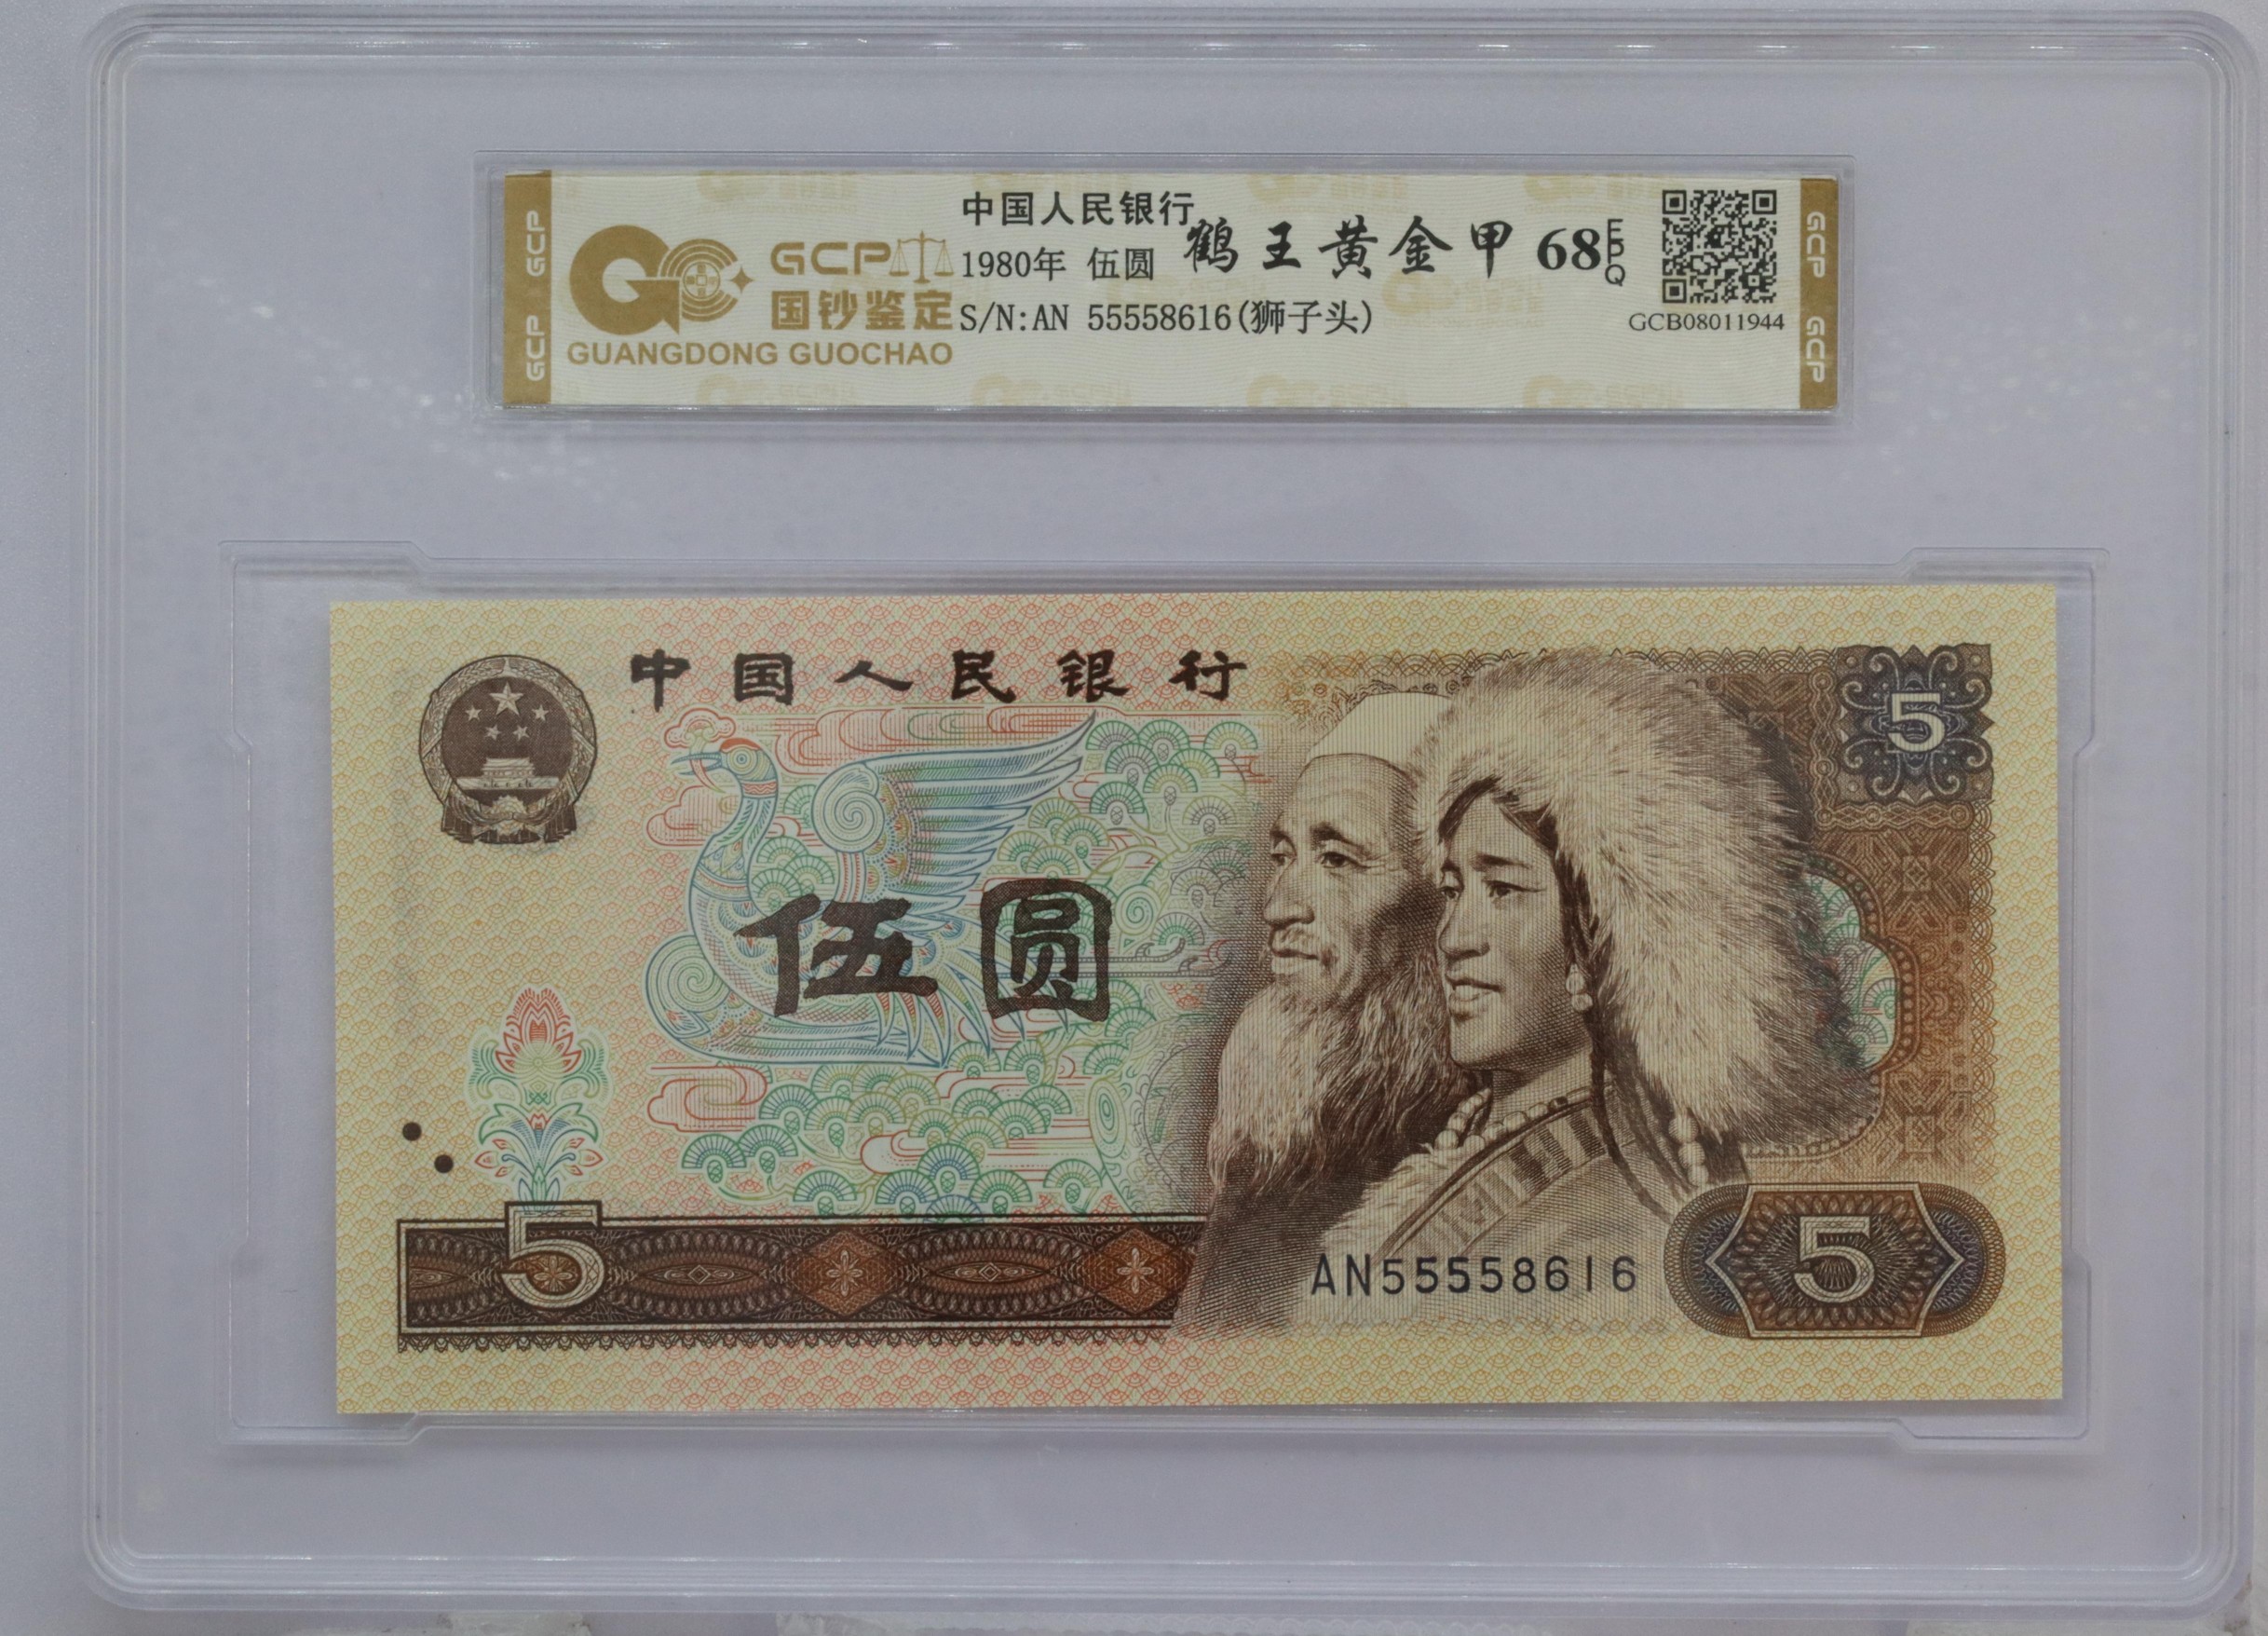 GCP GCP
GCP
国钞鉴定
GUANGDONG GUOCHAO
中国人民银行
1980年 伍圆
S/N:AN 55558616(狮子头)
鹤王黄金甲 68 EPQ
GCB08011944
GCP GCP
中国人民银行
5
伍圆
5
AN55558616
5